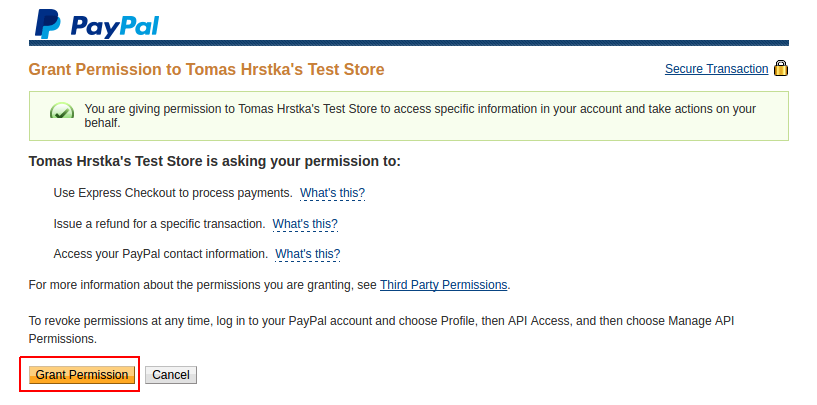 PayPal
Grant Permission to Tomas Hrstka's Test Store
Secure Transaction
You are giving permission to Tomas Hrstka's Test Store to access specific information in your account and take actions on your
behalf.
Tomas Hrstka's Test Store is asking your permission to:
Use Express Checkout to process payments. What's this?
Issue a refund for a specific transaction. What's this?
Access your PayPal contact information. What's this?
For more information about the permissions you are granting, see Third Party Permissions.
To revoke permissions at any time, log in to your PayPal account and choose Profile, then API Access, and then choose Manage API
Permissions.
Grant Permission Cancel